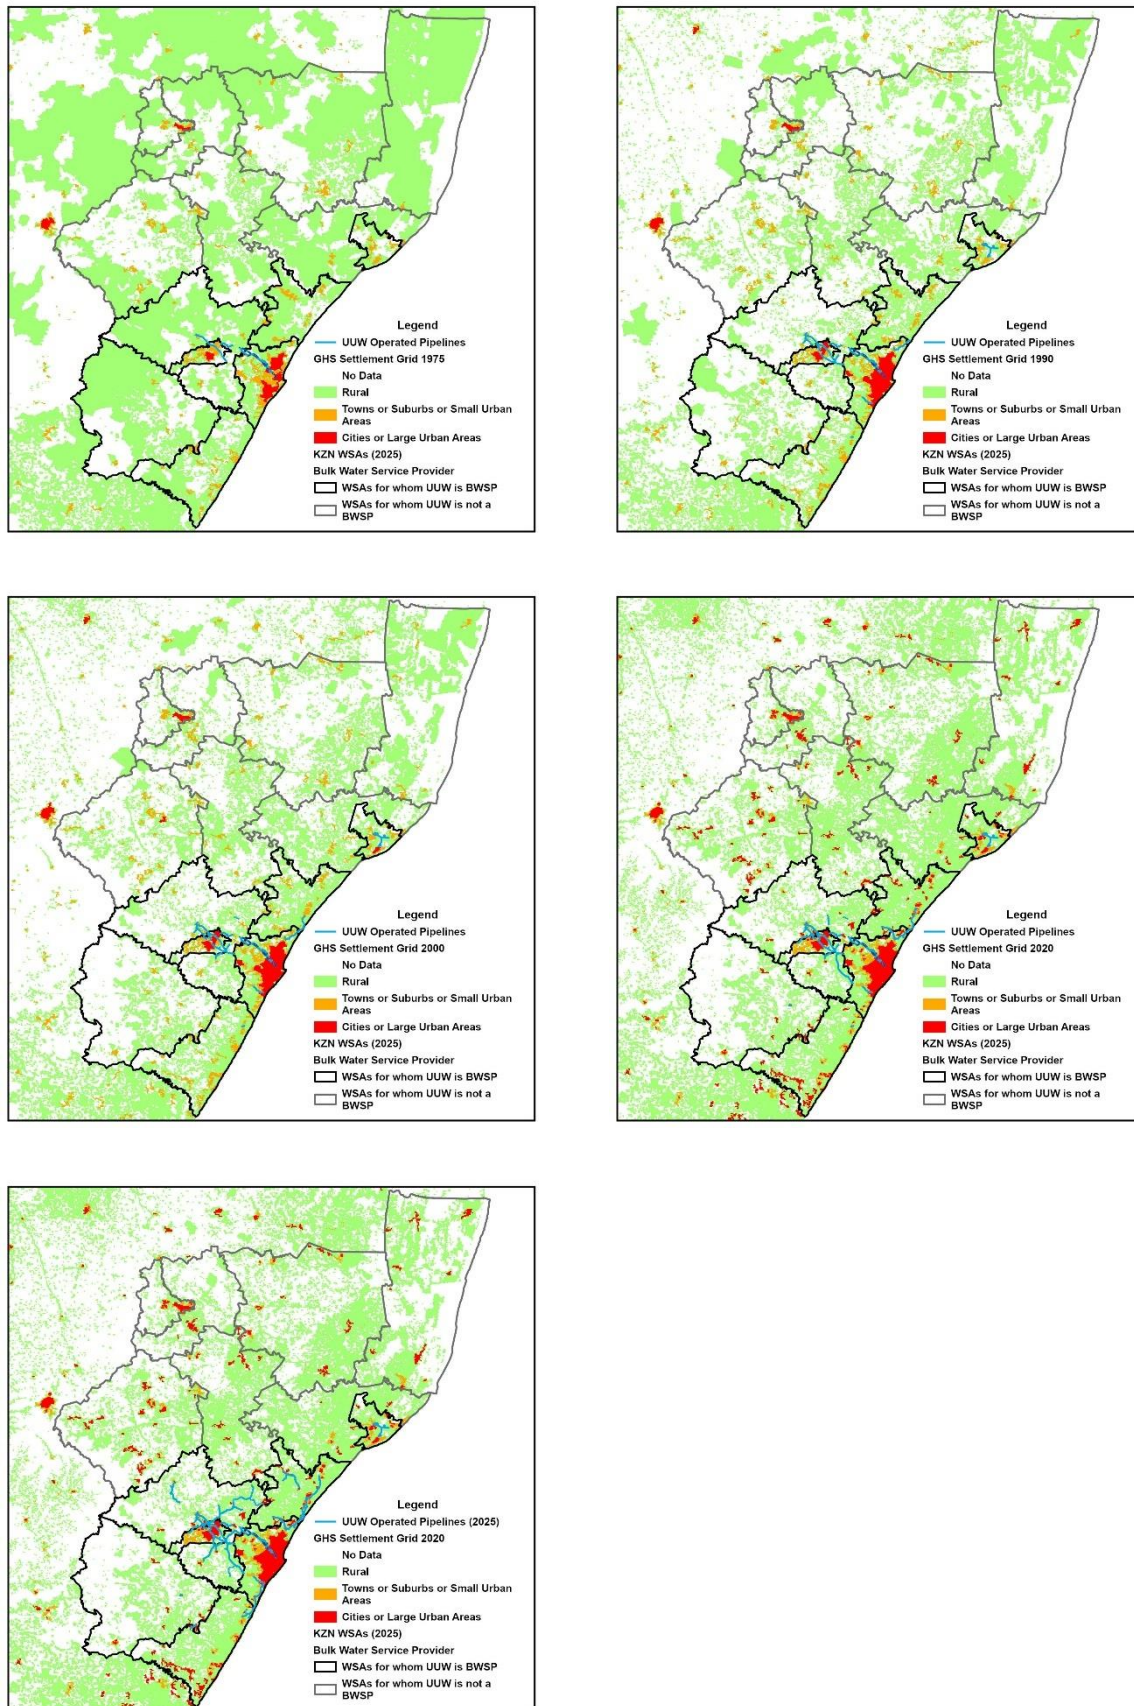 Legend
UUW Operated Pipelines
GHS Settlement Grid 1975
No Data
Rural
Towns or Suburbs or Small Urban
Areas
Cities or Large Urban Areas
KZN WSAs (2025)
Bulk Water Service Provider
WSAs for whom UUW is BWSP
WSAs for whom UUW is not a
BWSP
Legend
UUW Operated Pipelines
GHS Settlement Grid 1990
No Data
Rural
Towns or Suburbs or Small Urban
Areas
Cities or Large Urban Areas
KZN WSAs (2025)
Bulk Water Service Provider
WSAs for whom UUW is BWSP
WSAs for whom UUW is not a
BWSP
Legend
UUW Operated Pipelines
GHS Settlement Grid 2000
No Data
Rural
Towns or Suburbs or Small Urban
Areas
Cities or Large Urban Areas
KZN WSAs (2025)
Bulk Water Service Provider
WSAs for whom UUW is BWSP
WSAs for whom UUW is not a
BWSP
Legend
UUW Operated Pipelines
GHS Settlement Grid 2020
No Data
Rural
Towns or Suburbs or Small Urban
Areas
Cities or Large Urban Areas
KZN WSAs (2025)
Bulk Water Service Provider
WSAs for whom UUW is BWSP
WSAs for whom UUW is not a
BWSP
Legend
UUW Operated Pipelines (2025)
GHS Settlement Grid 2020
No Data
Rural
Towns or Suburbs or Small Urban
Areas
Cities or Large Urban Areas
KZN WSAs (2025)
Bulk Water Service Provider
WSAs for whom UUW is BWSP
WSAs for whom UUW is not a
BWSP